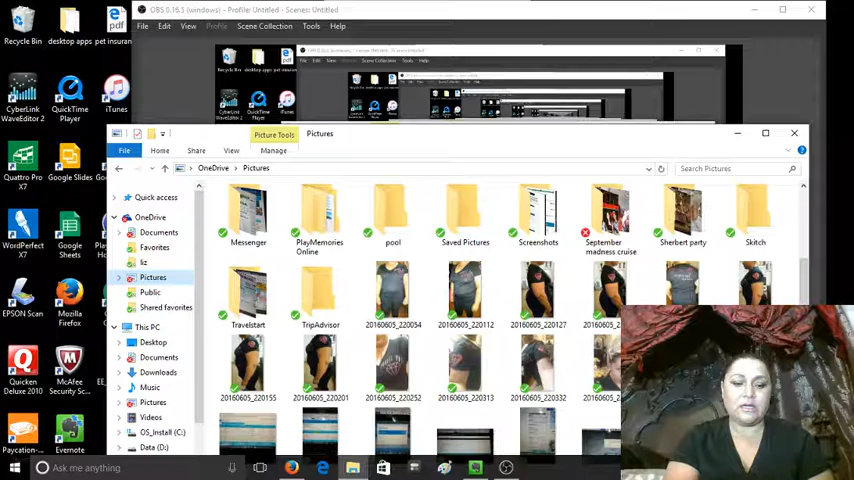 OBS 0.16.5 (windows) - Profile: Untitled - Scenes: Untitled
File Edit View Profile Scene Collection Tools Help
Recycle Bin
desktop apps
pet insuran
CyberLink WaveEditor 2
QuickTime Player
iTunes
Quattro Pro X7
Google Slides
WordPerfect X7
Google Sheets
EPSON Scan
Mozilla Firefox
Quicken Deluxe 2010
McAfee Security Sc...
Paycation-...
Evernote
Picture Tools
Pictures
File Home Share View Manage
OneDrive > Pictures
Search Pictures
Quick access
OneDrive
Documents
Favorites
liz
Pictures
Public
Shared favorites
This PC
Desktop
Documents
Downloads
Music
Pictures
Videos
OS_Install (C:)
Data (D:)
Messenger
PlayMemories Online
pool
Saved Pictures
Screenshots
September madness cruise
Sherbert party
Skitch
Travelstart
TripAdvisor
20160605_220054
20160605_220112
20160605_220127
20160605_220155
20160605_220201
20160605_220252
20160605_220313
20160605_220332
Ask me anything